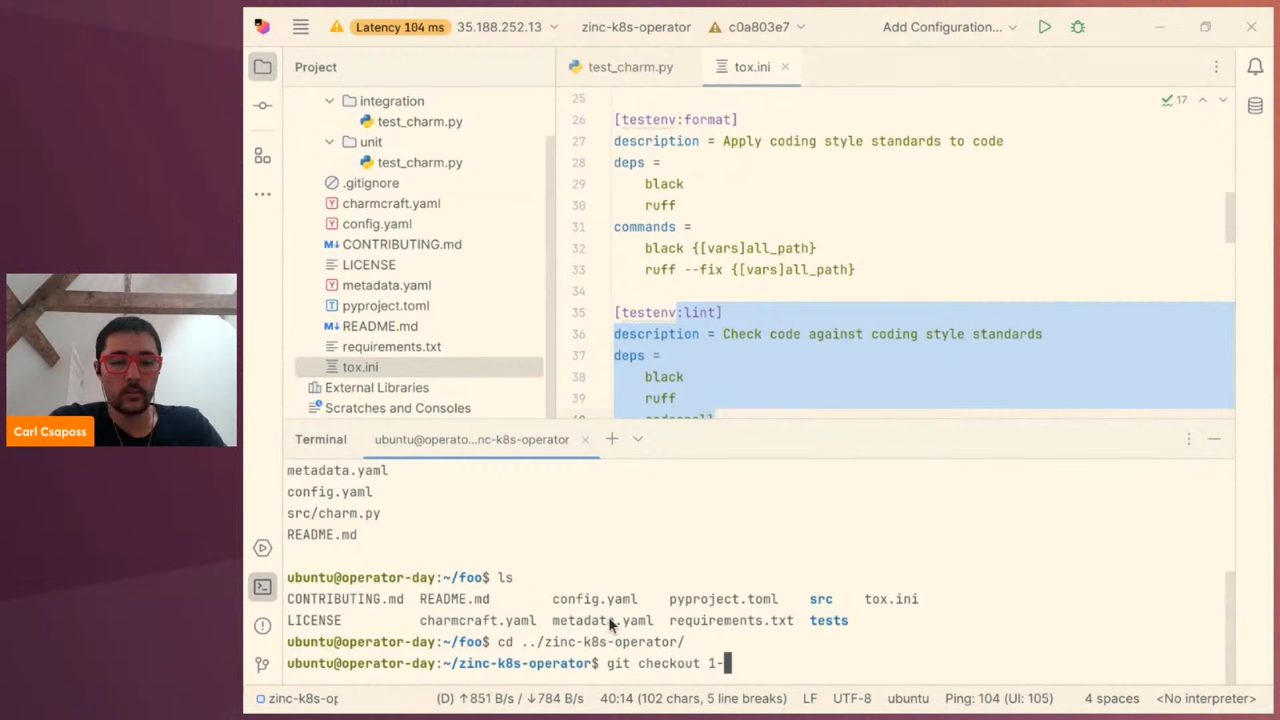 Latency 104 ms 35.188.252.13 zinc-k8s-operator c0a803e7 Add Configuration...
Project
test_charm.py
tox.ini
integration
test_charm.py
unit
test_charm.py
.gitignore
charmcraft.yaml
config.yaml
CONTRIBUTING.md
LICENSE
metadata.yaml
pyproject.toml
README.md
requirements.txt
tox.ini
External Libraries
Scratches and Consoles
17
25
26 [testenv:format]
27 description = Apply coding style standards to code
28 deps =
29 black
30 ruff
31 commands =
32 black {[vars]all_path}
33 ruff --fix {[vars]all_path}
34
35 [testenv:lint]
36 description = Check code against coding style standards
37 deps =
38 black
39 ruff
Carl Csaposs
Terminal ubuntu@operato...nc-k8s-operator
metadata.yaml
config.yaml
src/charm.py
README.md
ubuntu@operator-day:~/foo$ ls
CONTRIBUTING.md README.md config.yaml pyproject.toml src tox.ini
LICENSE charmcraft.yaml metadata.yaml requirements.txt tests
ubuntu@operator-day:~/foo$ cd ../zinc-k8s-operator/
ubuntu@operator-day:~/zinc-k8s-operator$ git checkout 1-
zinc-k8s-op (D) ↑851 B/s / ↓784 B/s 40:14 (102 chars, 5 line breaks) LF UTF-8 ubuntu Ping: 104 (UI: 105) 4 spaces <No interpreter>